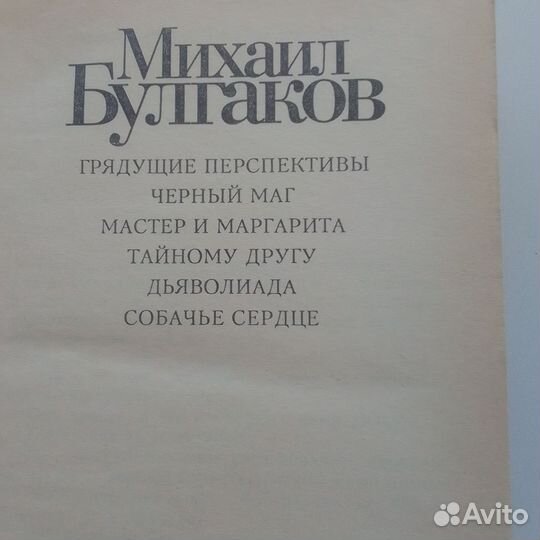 Михаил
Булгаков
ГРЯДУЩИЕ ПЕРСПЕКТИВЫ
ЧЕРНЫЙ МАГ
МАСТЕР И МАРГАРИТА
ТАЙНОМУ ДРУГУ
ДЬЯВОЛИАДА
СОБАЧЬЕ СЕРДЦЕ
Avito